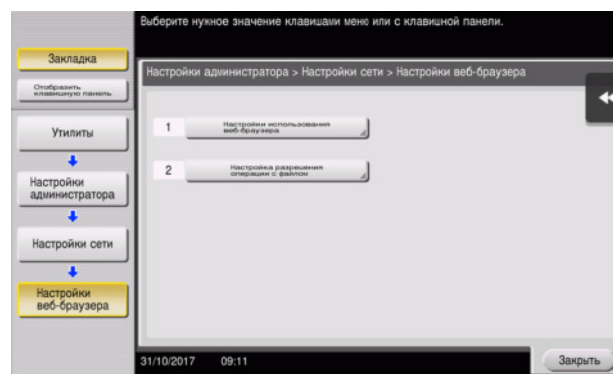 Выберите нужное значение клавишами меню или с клавишной панели.
Закладка
Отобразить
клавишную панель
Настройки администратора > Настройки сети > Настройки веб-браузера
1
Настройки использования
веб-браузера
2
Настройка разрешения
операции с файлом
Утилиты
Настройки
администратора
Настройки сети
Настройки
веб-браузера
31/10/2017 09:11
Закрыть